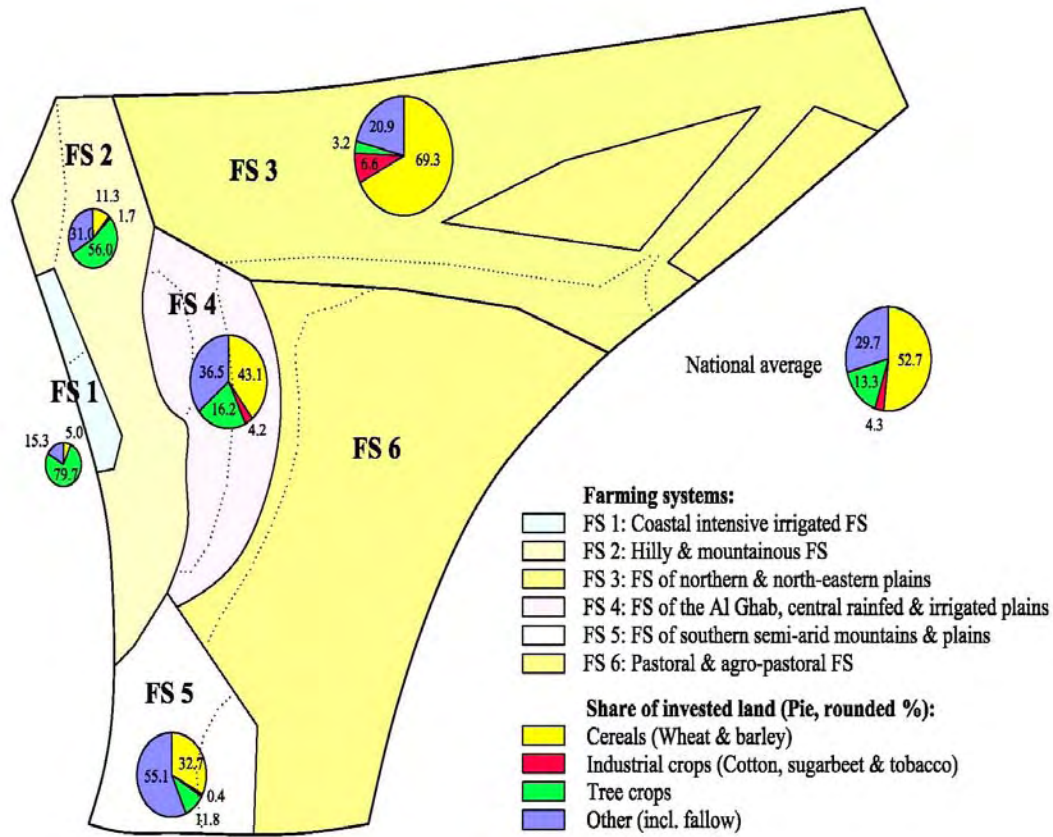 FS 2
11.3
1.7
31.0
56.0
FS 3
20.9
3.2
6.6
69.3
FS 4
36.5
43.1
16.2
4.2
FS 1
15.3
5.0
79.7
FS 6
National average
29.7
52.7
13.3
4.3
FS 5
55.1
32.7
0.4
11.8
Farming systems:
FS 1: Coastal intensive irrigated FS
FS 2: Hilly & mountainous FS
FS 3: FS of northern & north-eastern plains
FS 4: FS of the Al Ghab, central rainfed & irrigated plains
FS 5: FS of southern semi-arid mountains & plains
FS 6: Pastoral & agro-pastoral FS
Share of invested land (Pie, rounded %):
Cereals (Wheat & barley)
Industrial crops (Cotton, sugarbeet & tobacco)
Tree crops
Other (incl. fallow)